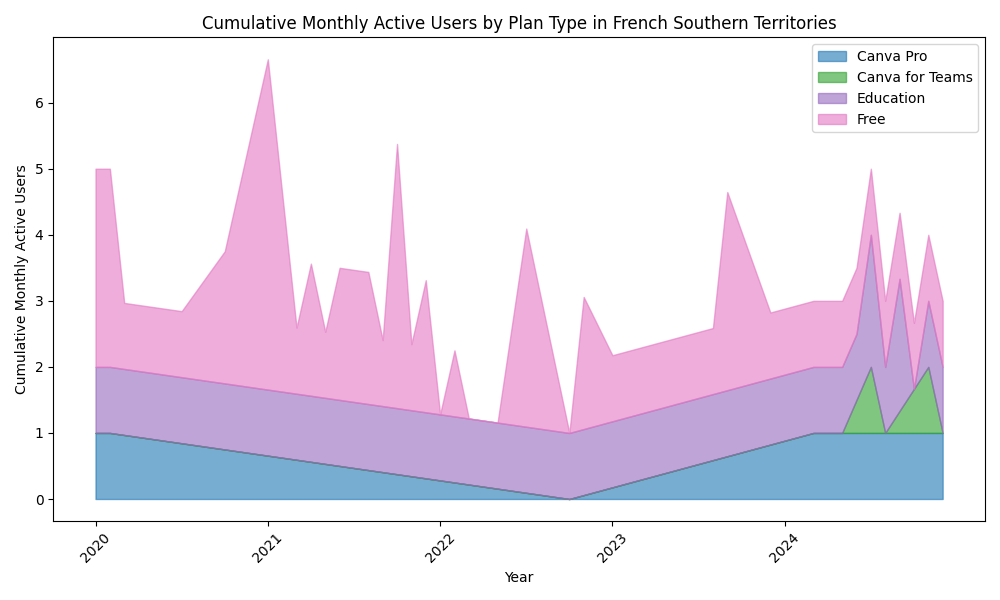 Cumulative Monthly Active Users by Plan Type in French Southern Territories
Canva Pro
Canva for Teams
Education
Free
Cumulative Monthly Active Users
6
5
4
3
2
1
0
2020
2021
2022
2023
2024
Year